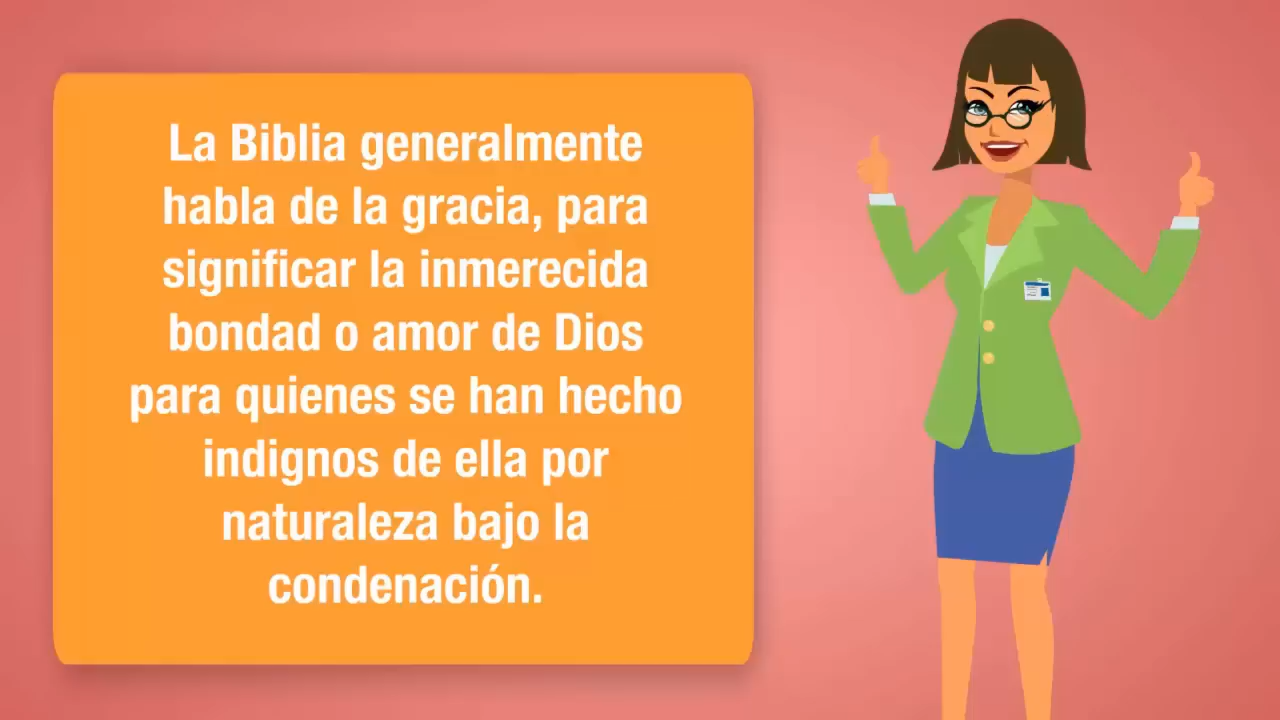 La Biblia generalmente
habla de la gracia, para
significar la inmerecida
bondad o amor de Dios
para quienes se han hecho
indignos de ella por
naturaleza bajo la
condenación.